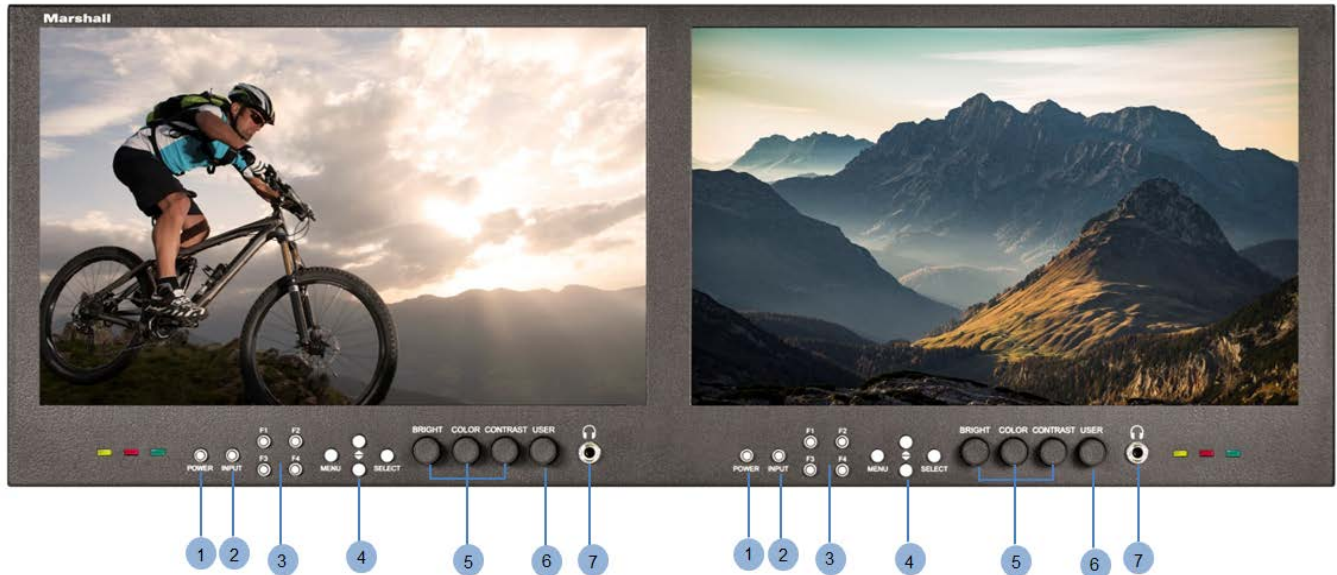 Marshall
BRIGHT COLOR CONTRAST USER
F1 F2
POWER INPUT F3 F4 MENU SELECT
BRIGHT COLOR CONTRAST USER
F1 F2
POWER INPUT F3 F4 MENU SELECT
1 2 3 4 5 6 7
1 2 3 4 5 6 7